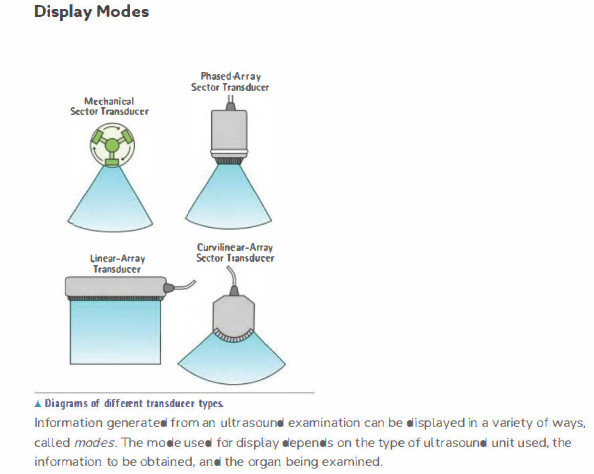 Display Modes
Phased-Array
Sector Transducer
Mechanical
Sector Transducer
Curvilinear-Array
Sector Transducer
Linear-Array
Transducer
▲ Diagrams of different transducer types.
Information generated from an ultrasound examination can be displayed in a variety of ways,
called modes. The mode used for display depends on the type of ultrasound unit used, the
information to be obtained, and the organ being examined.